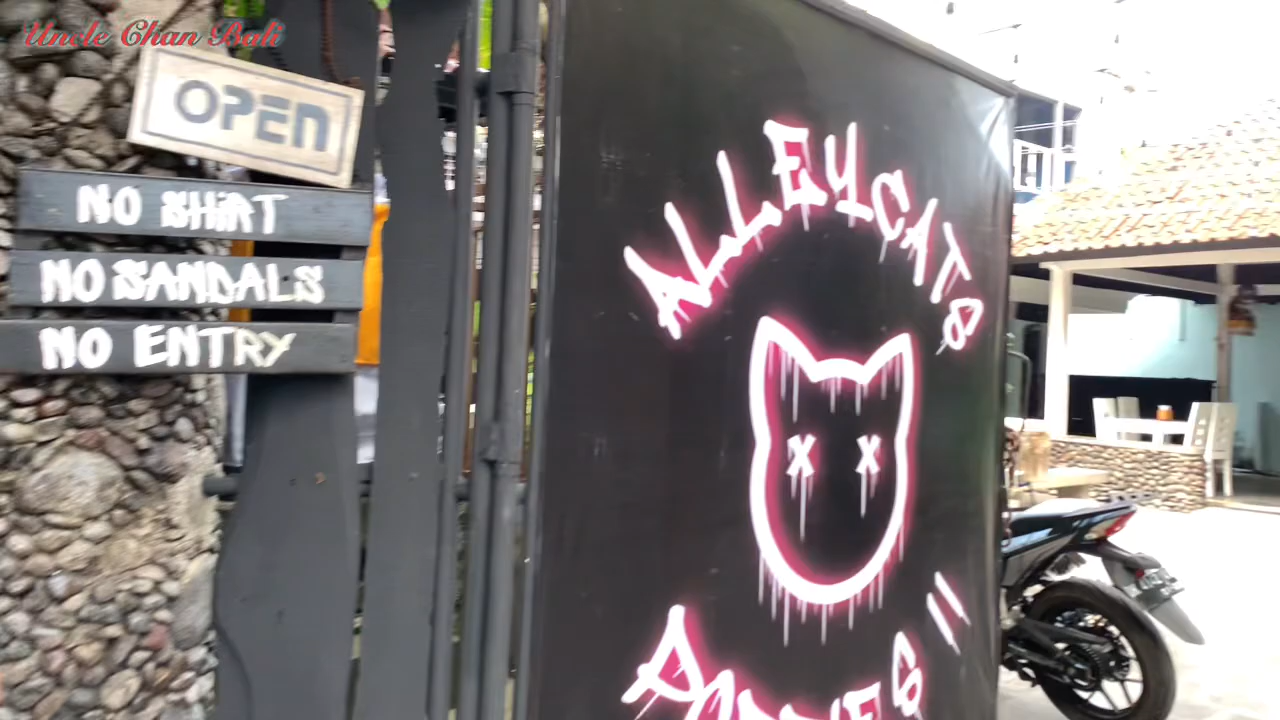 Uncle Chan Bali
OPEN
NO SHIRT
NO SANDALS
NO ENTRY
ALLEYCATS